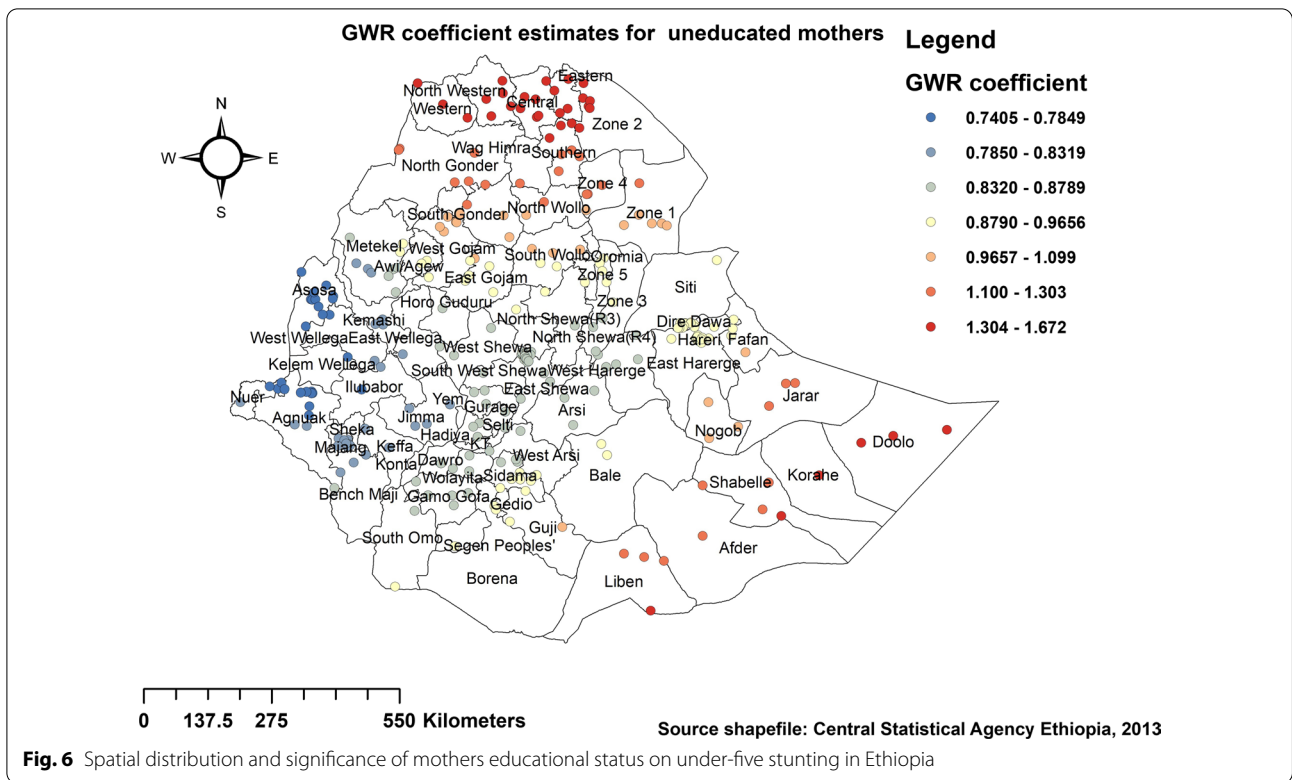 GWR coefficient estimates for uneducated mothers
Legend
GWR coefficient
0.7405 - 0.7849
0.7850 - 0.8319
0.8320 - 0.8789
0.8790 - 0.9656
0.9657 - 1.099
1.100 - 1.303
1.304 - 1.672
N
W E
S
Eastern
North Western
Western
Central
Zone 2
Wag Himra
Southern
North Gonder
Zone 4
South Gonder
North Wollo
Zone 1
Metekel
West Gojam
Awi/Agew
South Wollo
Oromia
East Gojam
Zone 5
Siti
Asosa
Horo Guduru
Zone 3
Kemashi
North Shewa(R3)
Dire Dawa
West Wellega
East Wellega
North Shewa(R4)
Hareri
Fafan
West Shewa
Kelem Wellega
South West Shewa
West Harerge
East Harerge
Nuer
Ilubabor
East Shewa
Jarar
Yem
Agnuak
Jimma
Gurage
Arsi
Sheka
Selti
Nogob
Doolo
Majang
Keffa
Hadiya
KT
Konta
Dawro
West Arsi
Bale
Korahe
Wolayita
Sidama
Shabelle
Bench Maji
Gamo Gofa
Gedio
Guji
South Omo
Segen Peoples'
Afder
Borena
Liben
0 137.5 275 550 Kilometers
Source shapefile: Central Statistical Agency Ethiopia, 2013
Fig. 6 Spatial distribution and significance of mothers educational status on under-five stunting in Ethiopia